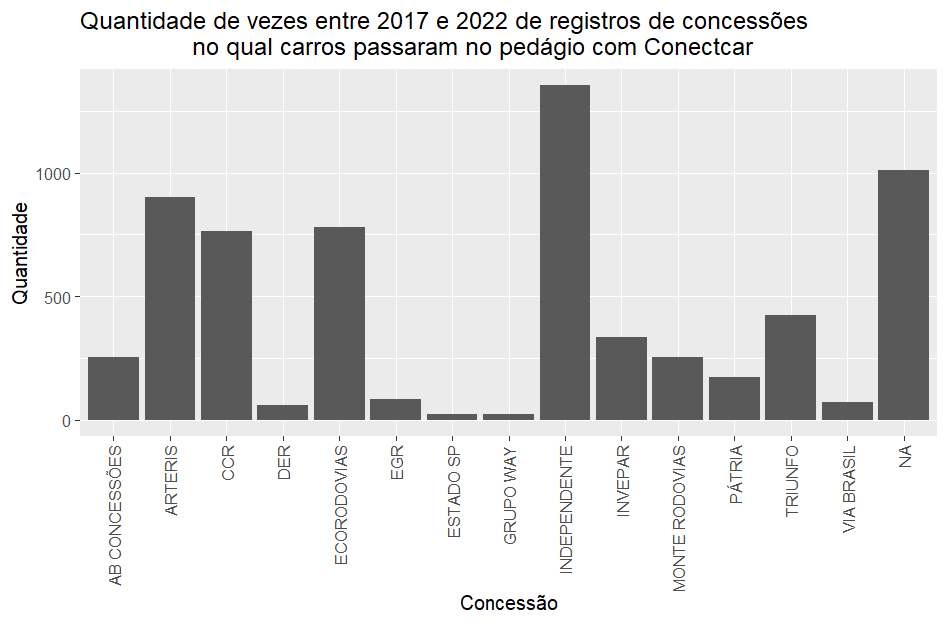 Quantidade de vezes entre 2017 e 2022 de registros de concessões
no qual carros passaram no pedágio com Conectcar
Quantidade
1000
500
0
AB CONCESSÕES
ARTERIS
CCR
DER
ECORODOVIAS
EGR
ESTADO SP
GRUPO WAY
INDEPENDENTE
INVEPAR
MONTE RODOVIAS
PÁTRIA
TRIUNFO
VIA BRASIL
NA
Concessão